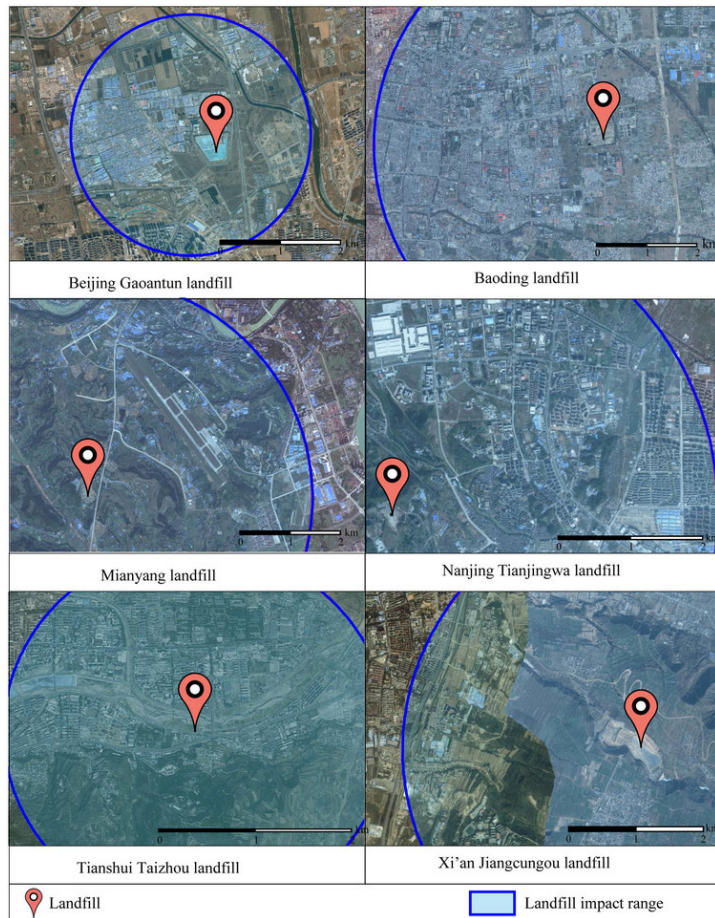 km
0 1 2
km
0 1 2
Beijing Gaoantun landfill
Baoding landfill
km
0 1 2
km
0 1 2
Mianyang landfill
Nanjing Tianjingwa landfill
km
0 1 2
km
0 1 2
Tianshui Taizhou landfill
Xi'an Jiangcungou landfill
Landfill
Landfill impact range